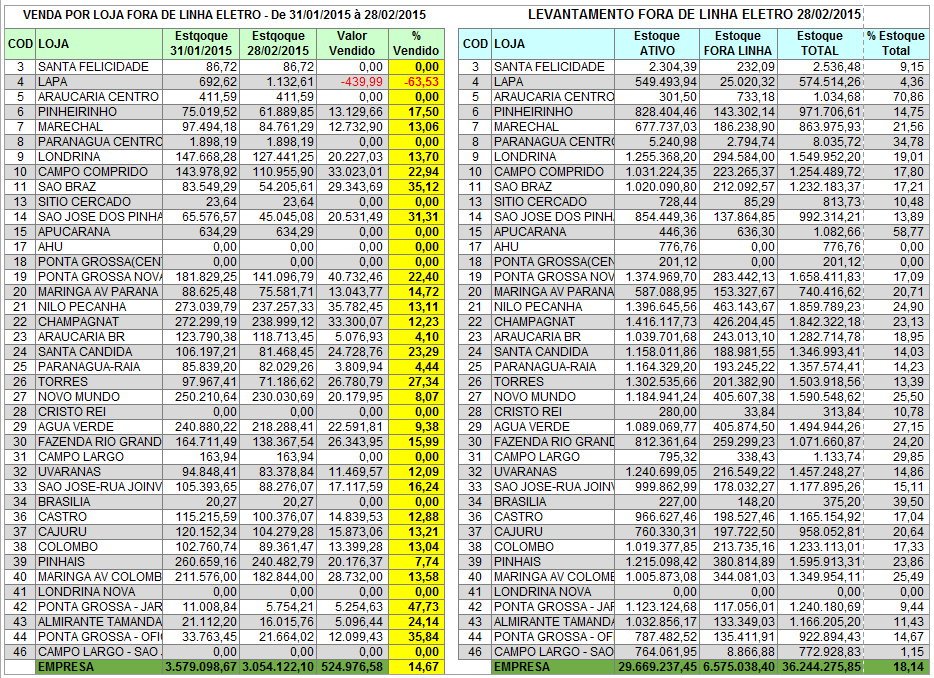 VENDA POR LOJA FORA DE LINHA ELETRO - De 31/01/2015 à 28/02/2015
COD LOJA Estqoque 31/01/2015 Estqoque 28/02/2015 Valor Vendido % Vendido
3 SANTA FELICIDADE 86,72 86,72 0,00 0,00
4 LAPA 692,62 1.132,61 -439,99 -63,53
5 ARAUCARIA CENTRO 411,59 411,59 0,00 0,00
6 PINHEIRINHO 75.019,52 61.889,85 13.129,66 17,50
7 MARECHAL 97.494,18 84.761,29 12.732,90 13,06
8 PARANAGUA CENTRO 1.898,19 1.898,19 0,00 0,00
9 LONDRINA 147.668,28 127.441,25 20.227,03 13,70
10 CAMPO COMPRIDO 143.978,92 110.955,90 33.023,01 22,94
11 SAO BRAZ 83.549,29 54.205,61 29.343,69 35,12
13 SITIO CERCADO 23,64 23,64 0,00 0,00
14 SAO JOSE DOS PINHA 65.576,57 45.045,08 20.531,49 31,31
15 APUCARANA 634,29 634,29 0,00 0,00
17 AHU 0,00 0,00 0,00 0,00
18 PONTA GROSSA(CEN 0,00 0,00 0,00 0,00
19 PONTA GROSSA NOVA 181.829,25 141.096,79 40.732,46 22,40
20 MARINGA AV PARANA 88.625,48 75.581,71 13.043,77 14,72
21 NILO PECANHA 273.039,79 237.257,33 35.782,45 13,11
22 CHAMPAGNAT 272.299,19 238.999,12 33.300,07 12,23
23 ARAUCARIA BR 123.790,38 118.713,45 5.076,93 4,10
24 SANTA CANDIDA 106.197,21 81.468,45 24.728,76 23,29
25 PARANAGUA-RAIA 85.839,20 82.029,26 3.809,94 4,44
26 TORRES 97.967,41 71.186,62 26.780,79 27,34
27 NOVO MUNDO 250.210,64 230.030,69 20.179,95 8,07
28 CRISTO REI 0,00 0,00 0,00 0,00
29 AGUA VERDE 240.880,22 218.288,41 22.591,81 9,38
30 FAZENDA RIO GRAND 164.711,49 138.367,54 26.343,95 15,99
31 CAMPO LARGO 163,94 163,94 0,00 0,00
32 UVARANAS 94.848,41 83.378,84 11.469,57 12,09
33 SAO JOSE-RUA JOINV 105.393,65 88.276,07 17.117,59 16,24
34 BRASILIA 20,27 20,27 0,00 0,00
36 CASTRO 115.215,59 100.376,07 14.839,53 12,88
37 CAJURU 120.152,34 104.279,28 15.873,06 13,21
38 COLOMBO 102.760,74 89.361,47 13.399,28 13,04
39 PINHAIS 260.659,16 240.482,79 20.176,37 7,74
40 MARINGA AV COLOMB 211.576,00 182.844,00 28.732,00 13,58
41 LONDRINA NOVA 0,00 0,00 0,00 0,00
42 PONTA GROSSA - JAR 11.008,84 5.754,21 5.254,63 47,73
43 ALMIRANTE TAMANDA 21.112,20 16.015,76 5.096,44 24,14
44 PONTA GROSSA - OFI 33.763,45 21.664,02 12.099,43 35,84
46 CAMPO LARGO - SAO 0,00 0,00 0,00 0,00
EMPRESA 3.579.098,67 3.054.122,10 524.976,58 14,67
LEVANTAMENTO FORA DE LINHA ELETRO 28/02/2015
COD LOJA Estoque ATIVO Estoque FORA LINHA Estoque TOTAL % Estoque Total
3 SANTA FELICIDADE 2.304,39 232,09 2.536,48 9,15
4 LAPA 549.493,94 25.020,32 574.514,26 4,36
5 ARAUCARIA CENTRO 301,50 733,18 1.034,68 70,86
6 PINHEIRINHO 828.404,46 143.302,14 971.706,61 14,75
7 MARECHAL 677.737,03 186.238,90 863.975,93 21,56
8 PARANAGUA CENTRO 5.240,98 2.794,74 8.035,72 34,78
9 LONDRINA 1.255.368,20 294.584,00 1.549.952,20 19,01
10 CAMPO COMPRIDO 1.031.224,35 223.265,37 1.254.489,72 17,80
11 SAO BRAZ 1.020.090,80 212.092,57 1.232.183,37 17,21
13 SITIO CERCADO 728,44 85,29 813,73 10,48
14 SAO JOSE DOS PINH 854.449,36 137.864,85 992.314,21 13,89
15 APUCARANA 446,36 636,30 1.082,66 58,77
17 AHU 776,76 0,00 776,76 0,00
18 PONTA GROSSA(CEN 201,12 0,00 201,12 0,00
19 PONTA GROSSA NOV 1.374.969,70 283.442,13 1.658.411,83 17,09
20 MARINGA AV PARANA 587.088,95 153.327,67 740.416,62 20,71
21 NILO PECANHA 1.396.645,56 463.143,67 1.859.789,23 24,90
22 CHAMPAGNAT 1.416.117,73 426.204,45 1.842.322,18 23,13
23 ARAUCARIA BR 1.039.701,68 243.013,10 1.282.714,78 18,95
24 SANTA CANDIDA 1.158.011,86 188.981,55 1.346.993,41 14,03
25 PARANAGUA-RAIA 1.164.329,20 193.245,22 1.357.574,41 14,23
26 TORRES 1.302.535,66 201.382,90 1.503.918,56 13,39
27 NOVO MUNDO 1.184.941,24 405.607,38 1.590.548,62 25,50
28 CRISTO REI 280,00 33,84 313,84 10,78
29 AGUA VERDE 1.089.069,77 405.874,50 1.494.944,26 27,15
30 FAZENDA RIO GRAND 812.361,64 259.299,23 1.071.660,87 24,20
31 CAMPO LARGO 795,32 338,43 1.133,74 29,85
32 UVARANAS 1.240.699,05 216.549,22 1.457.248,27 14,86
33 SAO JOSE-RUA JOIN 999.862,99 178.032,27 1.177.895,26 15,11
34 BRASILIA 227,00 148,20 375,20 39,50
36 CASTRO 966.627,46 198.527,46 1.165.154,92 17,04
37 CAJURU 760.330,31 197.722,50 958.052,81 20,64
38 COLOMBO 1.019.377,85 213.735,16 1.233.113,01 17,33
39 PINHAIS 1.215.098,42 380.814,89 1.595.913,31 23,86
40 MARINGA AV COLOME 1.005.873,08 344.081,03 1.349.954,11 25,49
41 LONDRINA NOVA 0,00 0,00 0,00 0,00
42 PONTA GROSSA - JAF 1.123.124,68 117.056,01 1.240.180,69 9,44
43 ALMIRANTE TAMAND 1.032.856,17 133.349,03 1.166.205,20 11,43
44 PONTA GROSSA - OF 787.482,52 135.411,91 922.894,43 14,67
46 CAMPO LARGO - SAO 764.061,95 8.866,88 772.928,83 1,15
EMPRESA 29.669.237,45 6.575.038,40 36.244.275,85 18,14